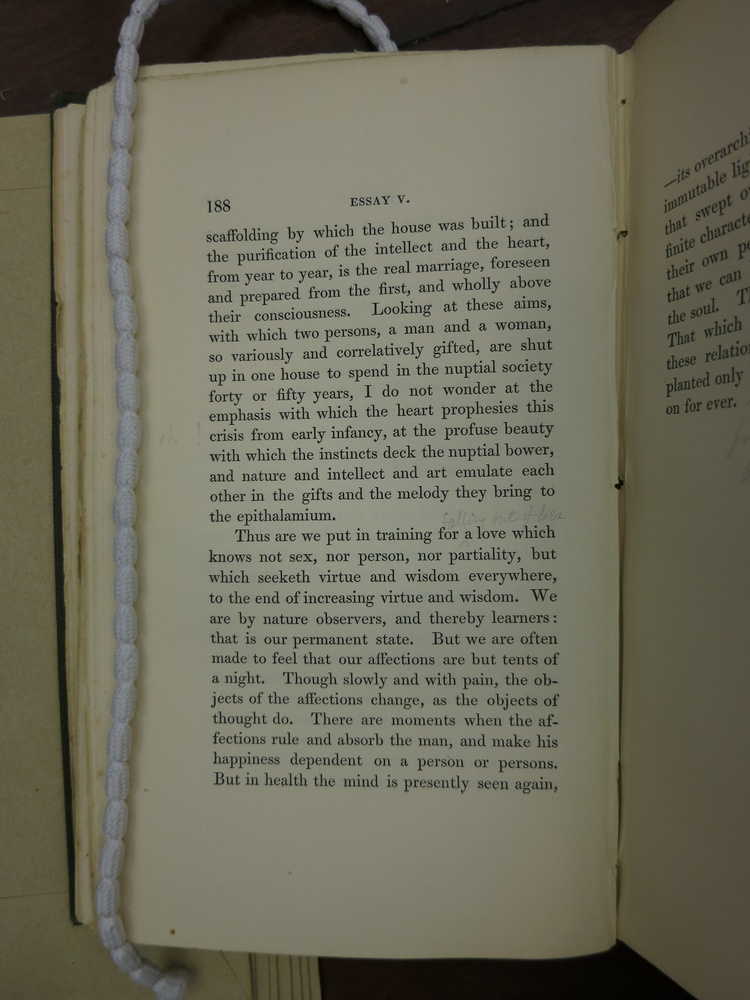 188 ESSAY V.
scaffolding by which the house was built; and
the purification of the intellect and the heart,
from year to year, is the real marriage, foreseen
and prepared from the first, and wholly above
their consciousness. Looking at these aims,
with which two persons, a man and a woman,
so variously and correlatively gifted, are shut
up in one house to spend in the nuptial society
forty or fifty years, I do not wonder at the
emphasis with which the heart prophesies this
crisis from early infancy, at the profuse beauty
with which the instincts deck the nuptial bower,
and nature and intellect and art emulate each
other in the gifts and the melody they bring to
the epithalamium.
falling out of love
Thus are we put in training for a love which
knows not sex, nor person, nor partiality, but
which seeketh virtue and wisdom everywhere,
to the end of increasing virtue and wisdom. We
are by nature observers, and thereby learners:
that is our permanent state. But we are often
made to feel that our affections are but tents of
a night. Though slowly and with pain, the ob-
jects of the affections change, as the objects of
thought do. There are moments when the af-
fections rule and absorb the man, and make his
happiness dependent on a person or persons.
But in health the mind is presently seen again,
oh!
—its overarch
immutable lig
that swept o
finite characte
their own pe
that we can
the soul. T
That which
these relatio
planted only
on for ever.